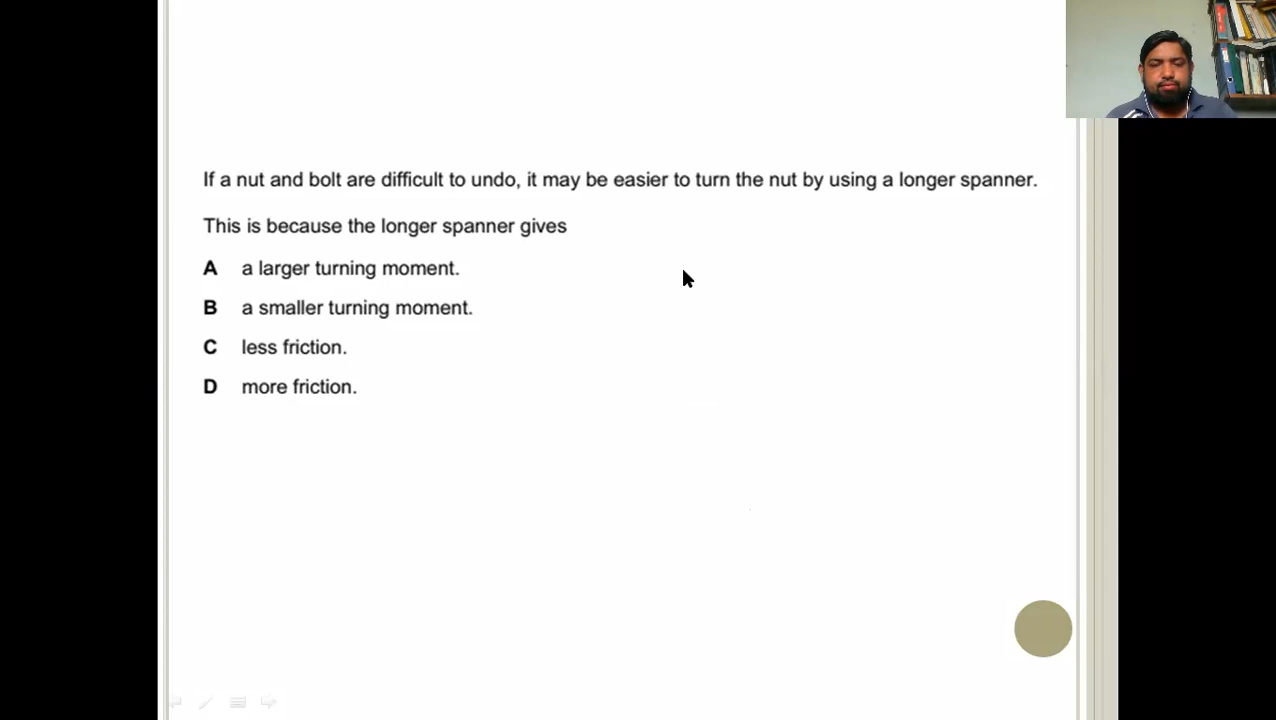 If a nut and bolt are difficult to undo, it may be easier to turn the nut by using a longer spanner.
This is because the longer spanner gives
A a larger turning moment.
B a smaller turning moment.
C less friction.
D more friction.